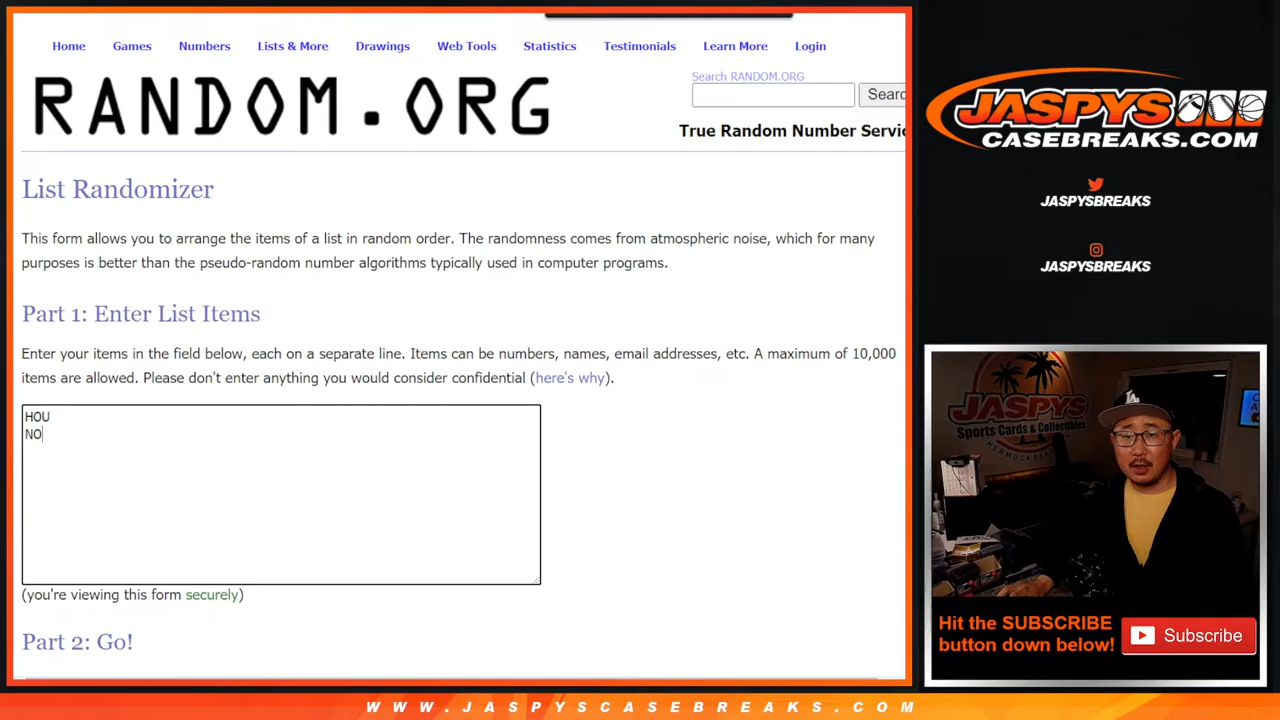 Home Games Numbers Lists & More Drawings Web Tools Statistics Testimonials Learn More Login
RANDOM.ORG
Search RANDOM.ORG
Searc
True Random Number Servic
List Randomizer
This form allows you to arrange the items of a list in random order. The randomness comes from atmospheric noise, which for many
purposes is better than the pseudo-random number algorithms typically used in computer programs.
Part 1: Enter List Items
Enter your items in the field below, each on a separate line. Items can be numbers, names, email addresses, etc. A maximum of 10,000
items are allowed. Please don't enter anything you would consider confidential (here's why).
HOU
NO
(you're viewing this form securely)
Part 2: Go!
JASPYS
CASEBREAKS.COM
JASPYSBREAKS
JASPYSBREAKS
JASPYS
Sports Cards & Collectibles
HERMOSA BEACH
LA
Hit the SUBSCRIBE
button down below!
Subscribe
WWW.JASPYSCASEBREAKS.COM